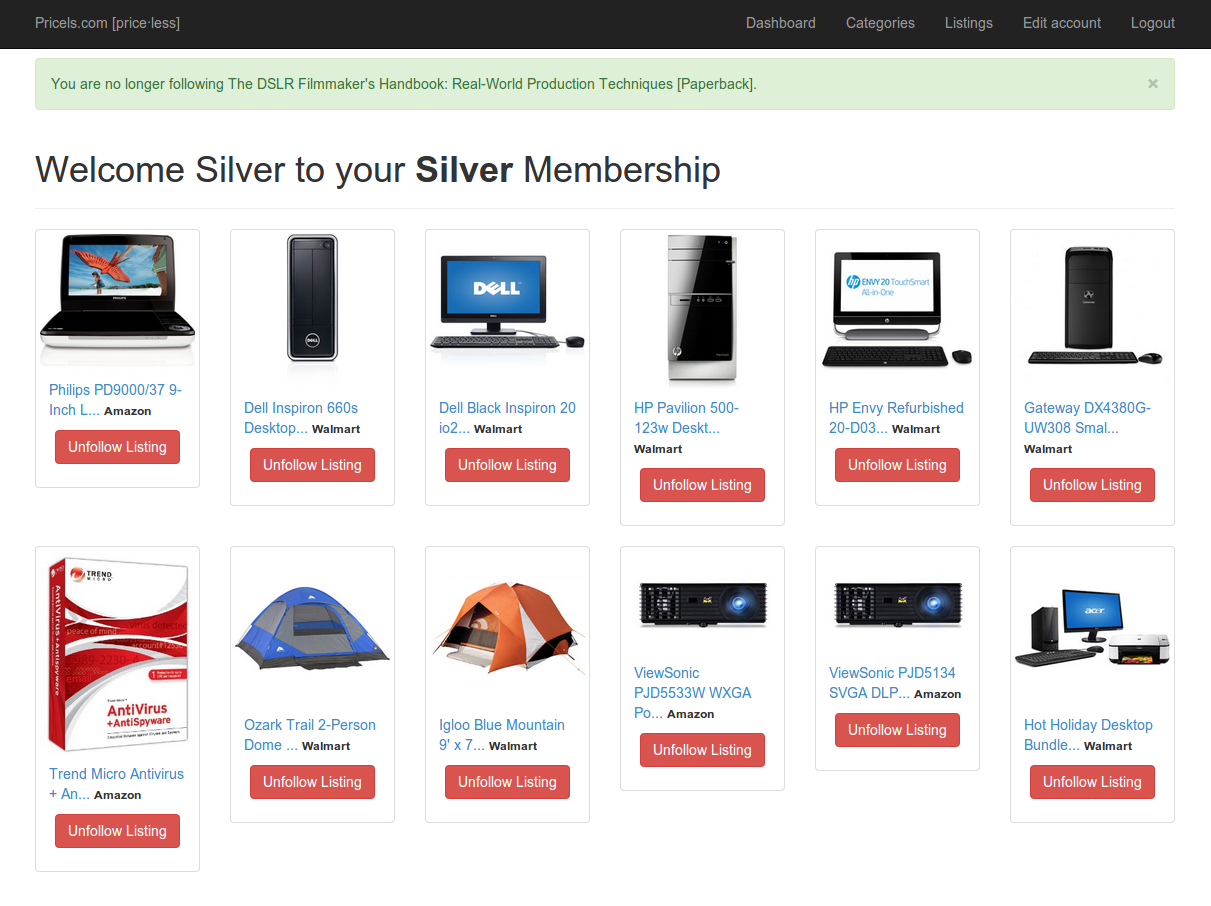 Pricels.com [price·less]
Dashboard Categories Listings Edit account Logout
You are no longer following The DSLR Filmmaker's Handbook: Real-World Production Techniques [Paperback].
×
Welcome Silver to your Silver Membership
PHILIPS
Philips PD9000/37 9-
Inch L... Amazon
Unfollow Listing
DELL
Dell Inspiron 660s
Desktop... Walmart
Unfollow Listing
DELL
Dell Black Inspiron 20
io2... Walmart
Unfollow Listing
hp
HP Pavilion 500-
123w Deskt...
Walmart
Unfollow Listing
hp ENVY 20 TouchSmart
All-in-One
HP Envy Refurbished
20-D03... Walmart
Unfollow Listing
Gateway DX4380G-
UW308 Smal...
Walmart
Unfollow Listing
TREND
MICRO
AntiVirus+AntiSpyware
peace of mind
virus detected
AntiVirus
+AntiSpyware
Trend Micro Antivirus
+ An... Amazon
Unfollow Listing
Ozark Trail 2-Person
Dome ... Walmart
Unfollow Listing
Igloo Blue Mountain
9' x 7... Walmart
Unfollow Listing
ViewSonic
PJD5533W WXGA
Po... Amazon
Unfollow Listing
ViewSonic PJD5134
SVGA DLP... Amazon
Unfollow Listing
acer
Hot Holiday Desktop
Bundle... Walmart
Unfollow Listing